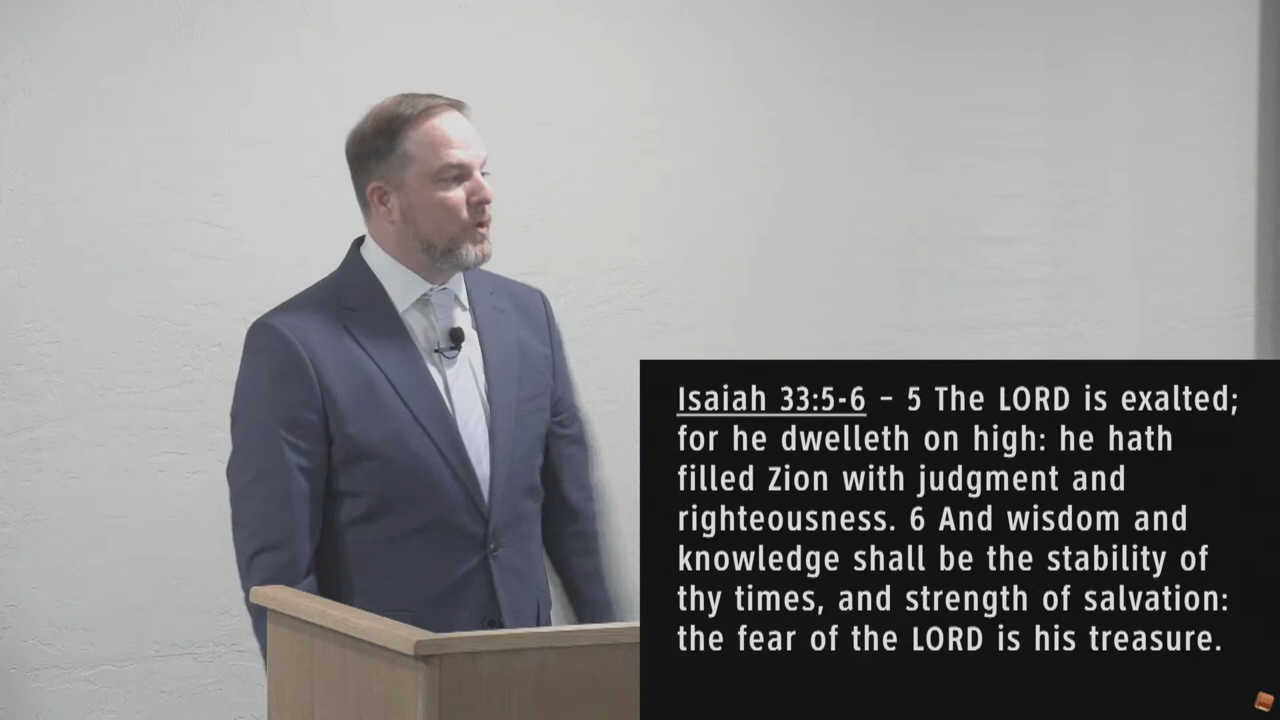 Isaiah 33:5-6 – 5 The LORD is exalted;
for he dwelleth on high: he hath
filled Zion with judgment and
righteousness. 6 And wisdom and
knowledge shall be the stability of
thy times, and strength of salvation:
the fear of the LORD is his treasure.